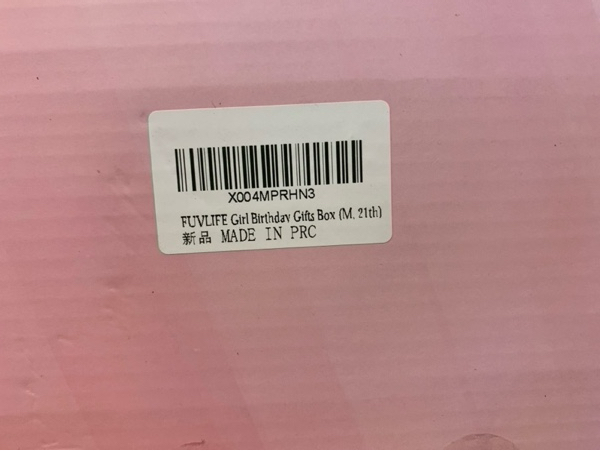 X004MPRHN3
FUVLIFE Girl Birthday Gifts Box (M, 21th)
新品 MADE IN PRC